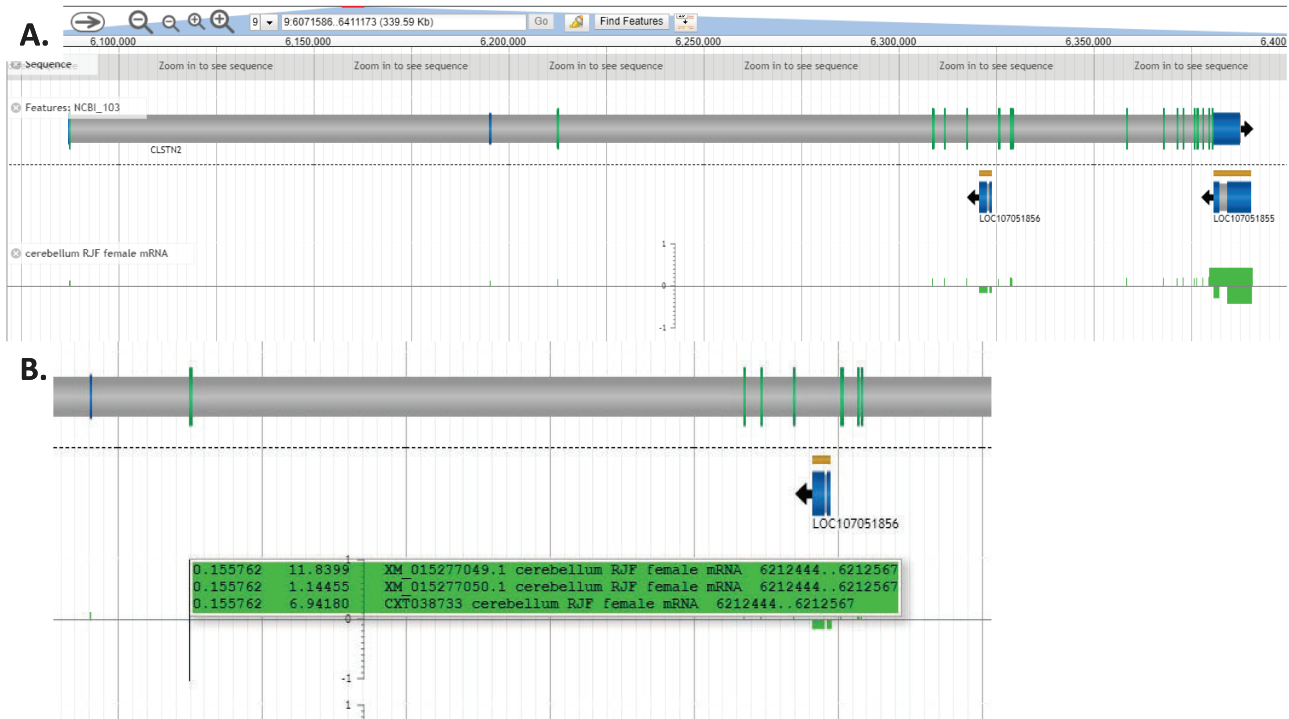 A.
9 9:6071586..6411173 (339.59 Kb) Go Find Features
6,100,000 6,150,000 6,200,000 6,250,000 6,300,000 6,350,000 6,400
Sequence Zoom in to see sequence Zoom in to see sequence Zoom in to see sequence Zoom in to see sequence Zoom in to see sequence Zoom in to see sequence
Features: NCBI_103
CLSTN2
LOC107051856 LOC107051855
cerebellum RJF female mRNA
1
0
-1
B.
LOC107051856
1
0.155762 11.8399 XM_015277049.1 cerebellum RJF female mRNA 6212444..6212567
0.155762 1.14455 XM_015277050.1 cerebellum RJF female mRNA 6212444..6212567
0.155762 6.94180 CXT038733 cerebellum RJF female mRNA 6212444..6212567
0
-1
1